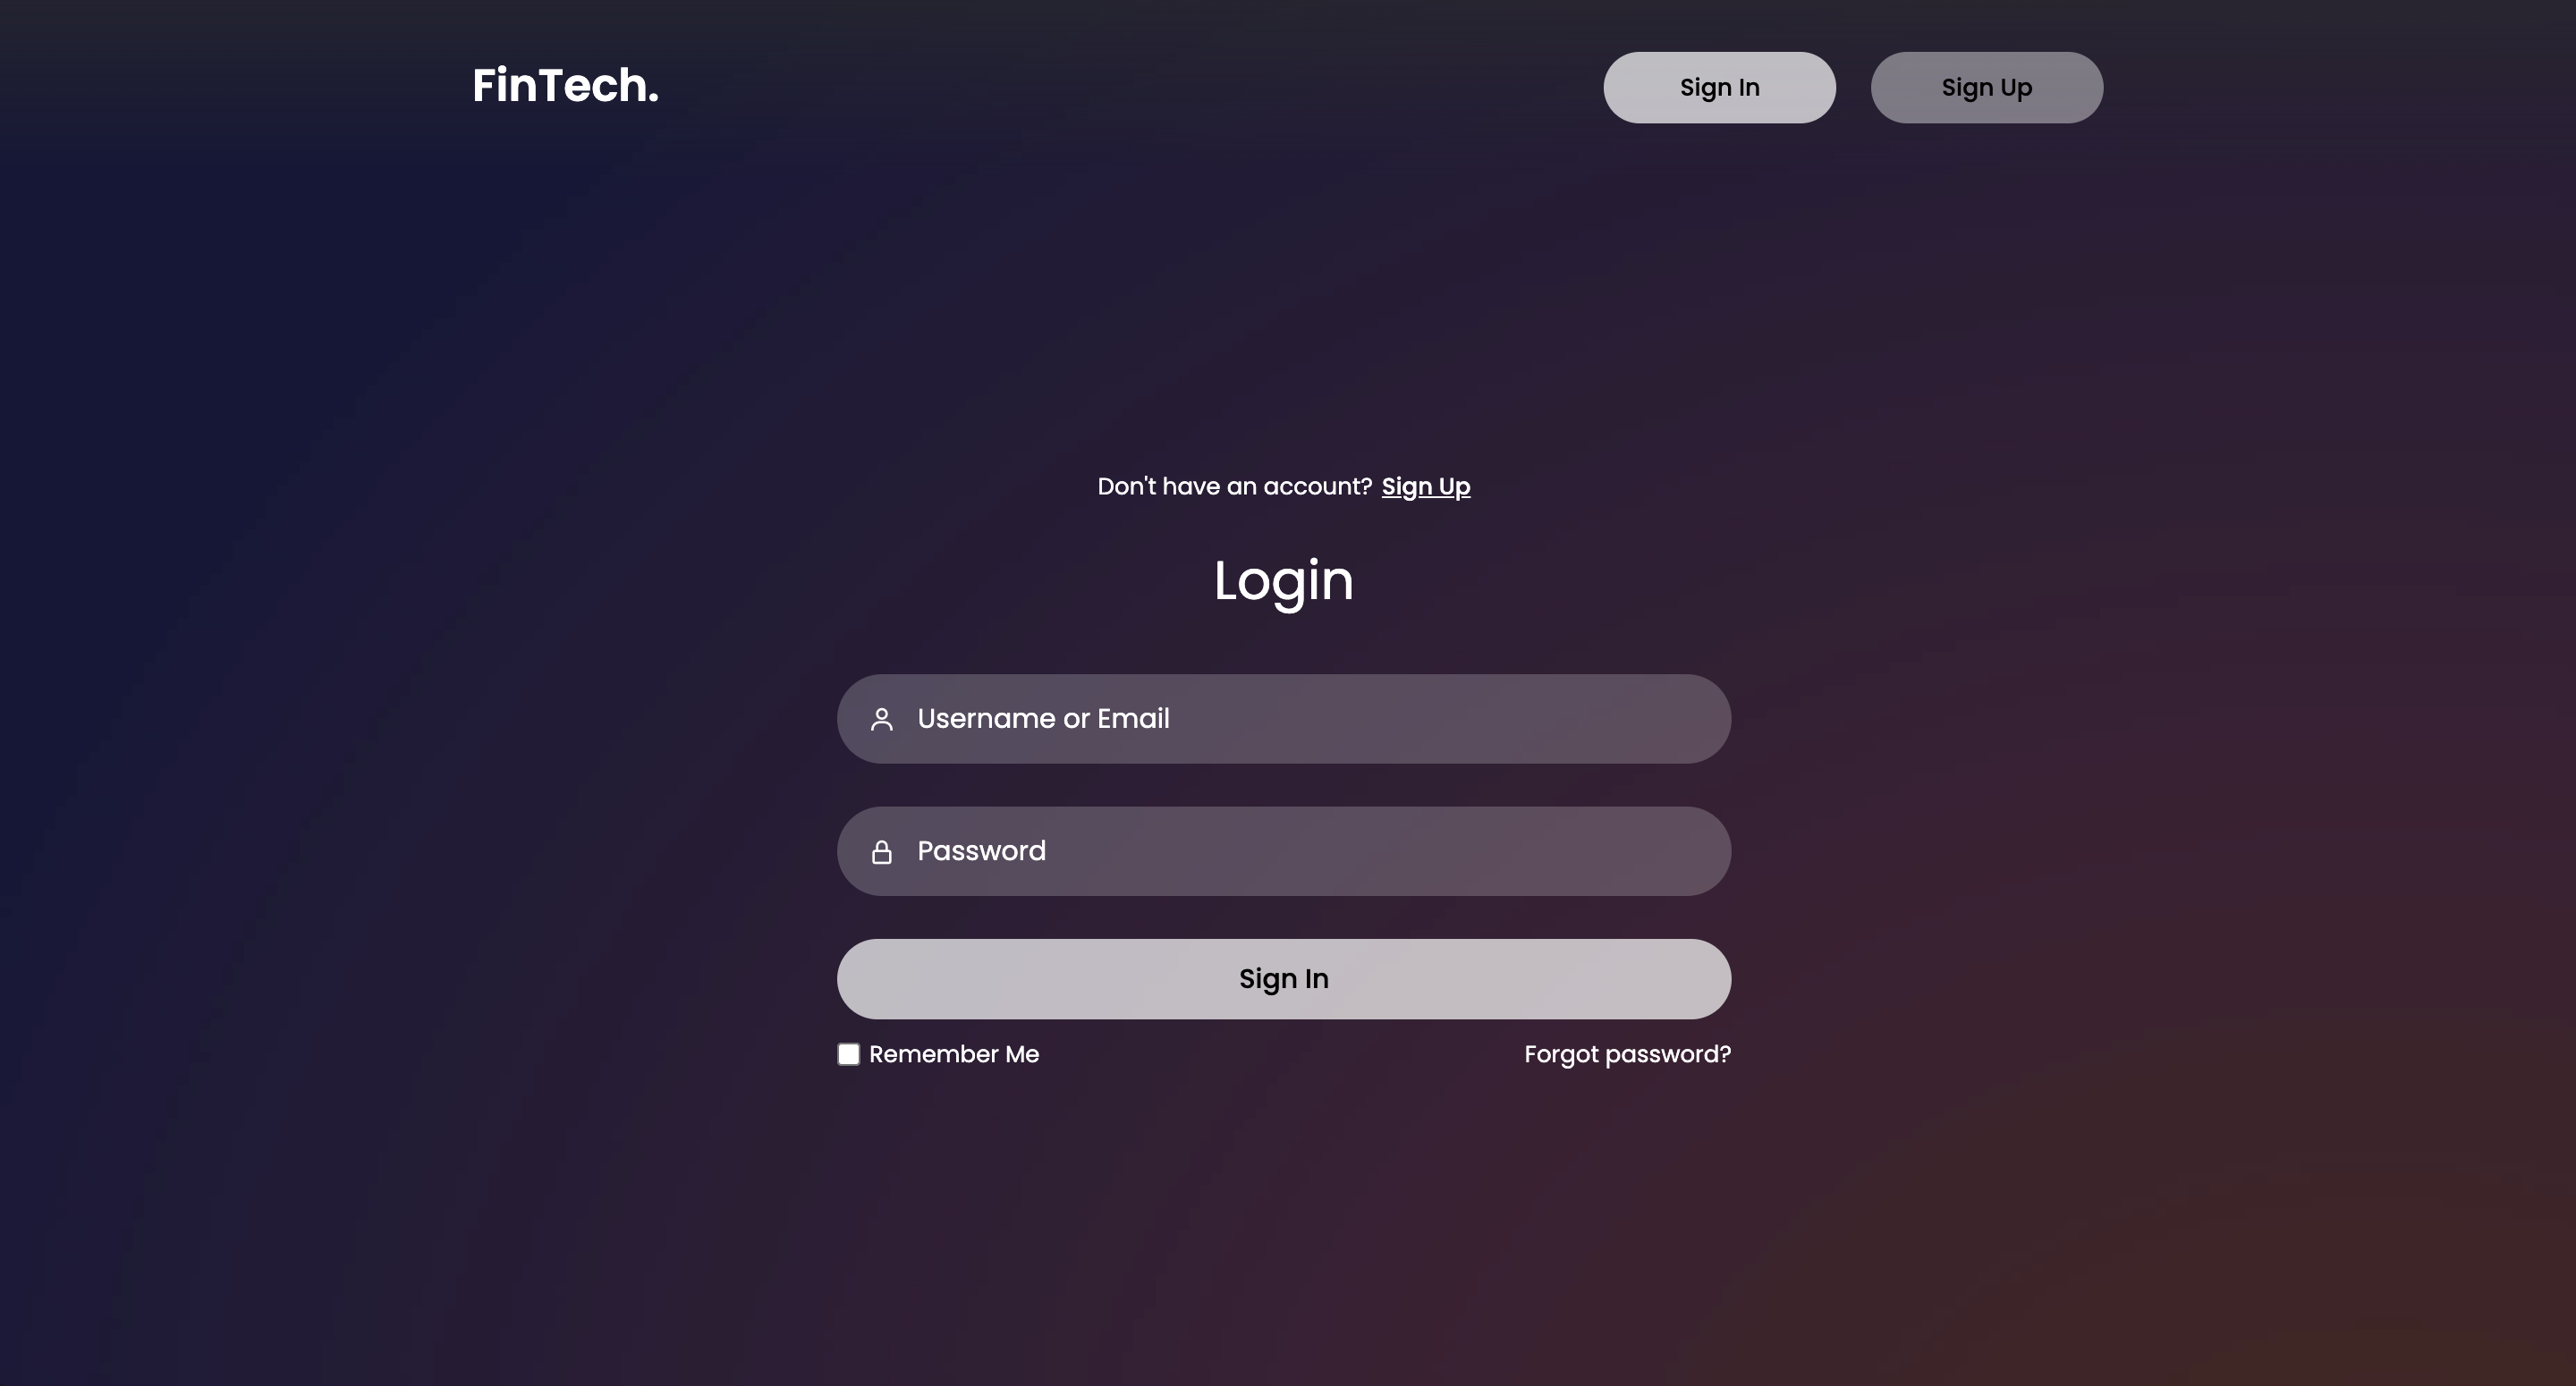 FinTech.
Sign In
Sign Up
Don't have an account? Sign Up
Login
Username or Email
Password
Sign In
Remember Me
Forgot password?